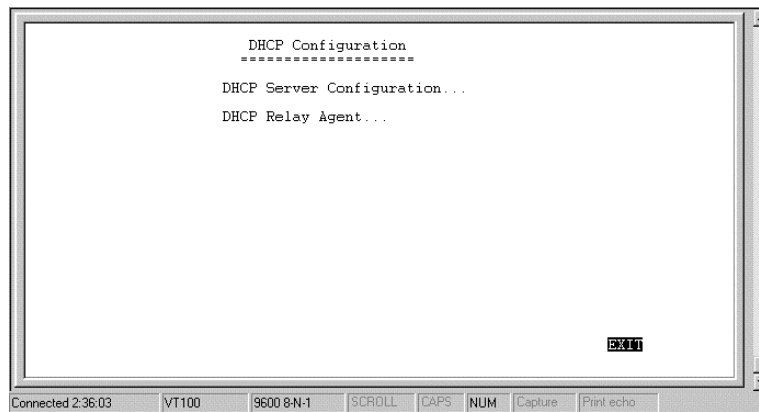 DHCP Configuration
=====================
DHCP Server Configuration...
DHCP Relay Agent...
EXIT
Connected 2:36:03 VT100 9600 8-N-1 SCROLL CAPS NUM Capture Print echo